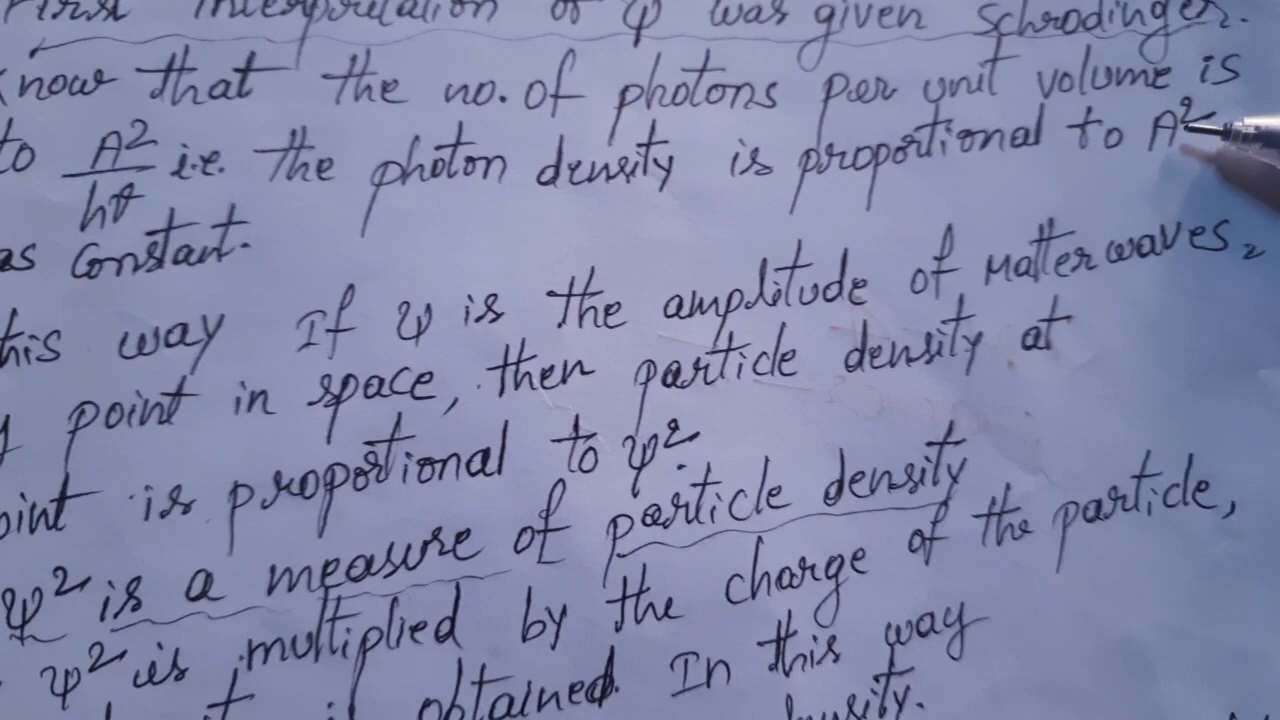 First Interpretation of ψ was given Schrodinger.
know that the no. of photons per unit volume is
to A²/hν i.e. the photon density is proportional to A²
as Constant.
this way If ψ is the amplitude of Matter waves,
point in space, then particle density at
point is proportional to ψ².
ψ² is a measure of particle density
ψ² is multiplied by the charge of the particle,
obtained. In this way
density.